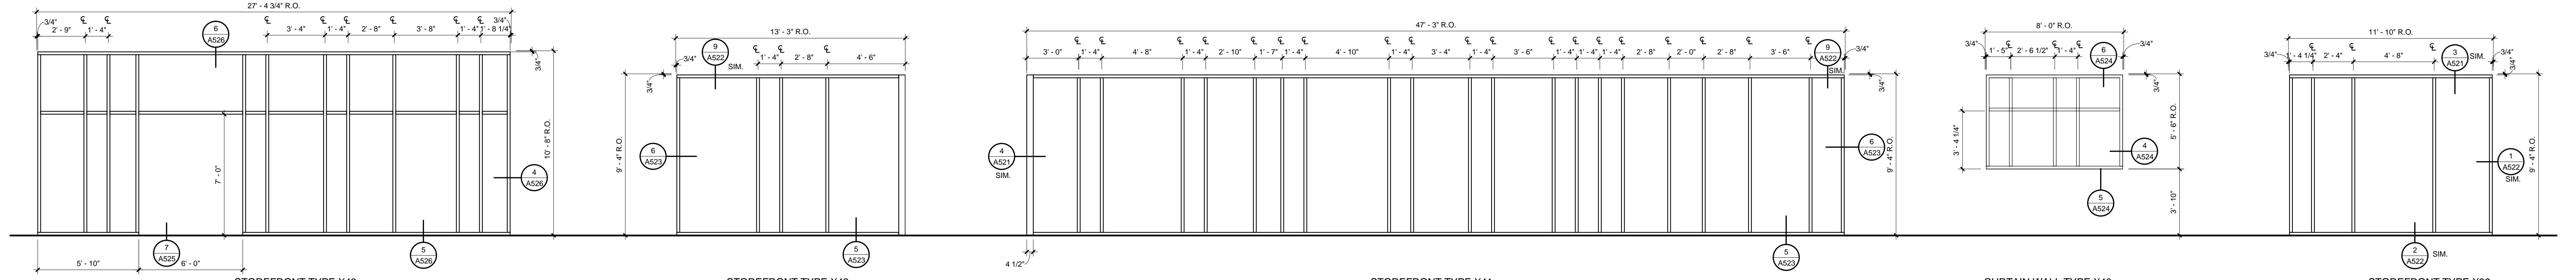 27' - 4 3/4" R.O.
3/4"
2' - 9"
℄
1' - 4"
℄
6
A526
℄
3' - 4"
℄
1' - 4"
℄
2' - 8"
℄
3' - 8"
℄
1' - 4"
℄
1' - 8 1/4"
3/4"
3/4"
10' - 8" R.O.
7' - 0"
4
A526
7
A525
5
A526
5' - 10"
6' - 0"
13' - 3" R.O.
9
A522
SIM.
3/4"
3/4"
℄
1' - 4"
℄
2' - 8"
℄
4' - 6"
9' - 4" R.O.
6
A523
5
A523
47' - 3" R.O.
3' - 0"
℄
1' - 4"
℄
4' - 8"
℄
1' - 4"
℄
2' - 10"
℄
1' - 7"
℄
1' - 4"
℄
4' - 10"
℄
1' - 4"
℄
3' - 4"
℄
1' - 4"
℄
3' - 6"
℄
1' - 4"
℄
1' - 4"
℄
1' - 4"
℄
2' - 8"
℄
2' - 0"
℄
2' - 8"
℄
3' - 6"
℄
9
A522
SIM.
3/4"
3/4"
4
A521
SIM.
6
A523
9' - 4" R.O.
5
A523
4 1/2"
8' - 0" R.O.
3/4"
1' - 5"
℄
2' - 6 1/2"
℄
1' - 4"
℄
6
A524
3/4"
3/4"
3' - 4 1/4"
5' - 6" R.O.
4
A524
5
A524
3' - 10"
11' - 10" R.O.
3/4"
1' - 4 1/4"
℄
2' - 4"
℄
4' - 8"
℄
3
A521
SIM.
3/4"
3/4"
1
A522
SIM.
9' - 4" R.O.
2
A522
SIM.